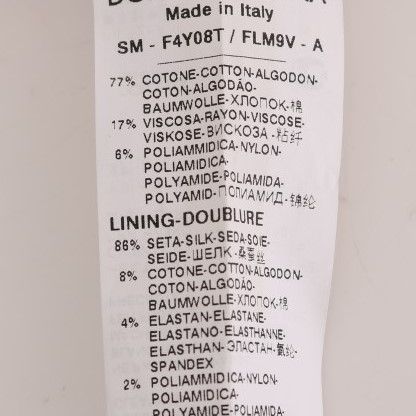 Made in Italy
SM - F4Y08T / FLM9V - A
77% COTONE-COTTON-ALGODON-
COTON-ALGODÃO-
BAUMWOLLE-ХЛОПОК-棉
17% VISCOSA-RAYON-VISCOSE-
VISKOSE-ВИСКОЗА-粘纤
6% POLIAMMIDICA-NYLON-
POLIAMIDICA-
POLYAMIDE-POLIAMIDA-
POLYAMID-ПОЛИАМИД-锦纶
LINING-DOUBLURE
86% SETA-SILK-SEDA-SOIE-
SEIDE-ШЕЛК-桑蚕丝
8% COTONE-COTTON-ALGODON-
COTON-ALGODÃO-
BAUMWOLLE-ХЛОПОК-棉
4% ELASTAN-ELASTANE-
ELASTANO-ELASTHANNE-
ELASTHAN-ЭЛАСТАН-氨纶-
SPANDEX
2% POLIAMMIDICA-NYLON-
POLIAMIDICA-
POLYAMIDE-POLIAMIDA-